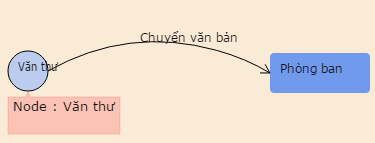 Chuyển văn bản
Văn thư
Phòng ban
Node : Văn thư